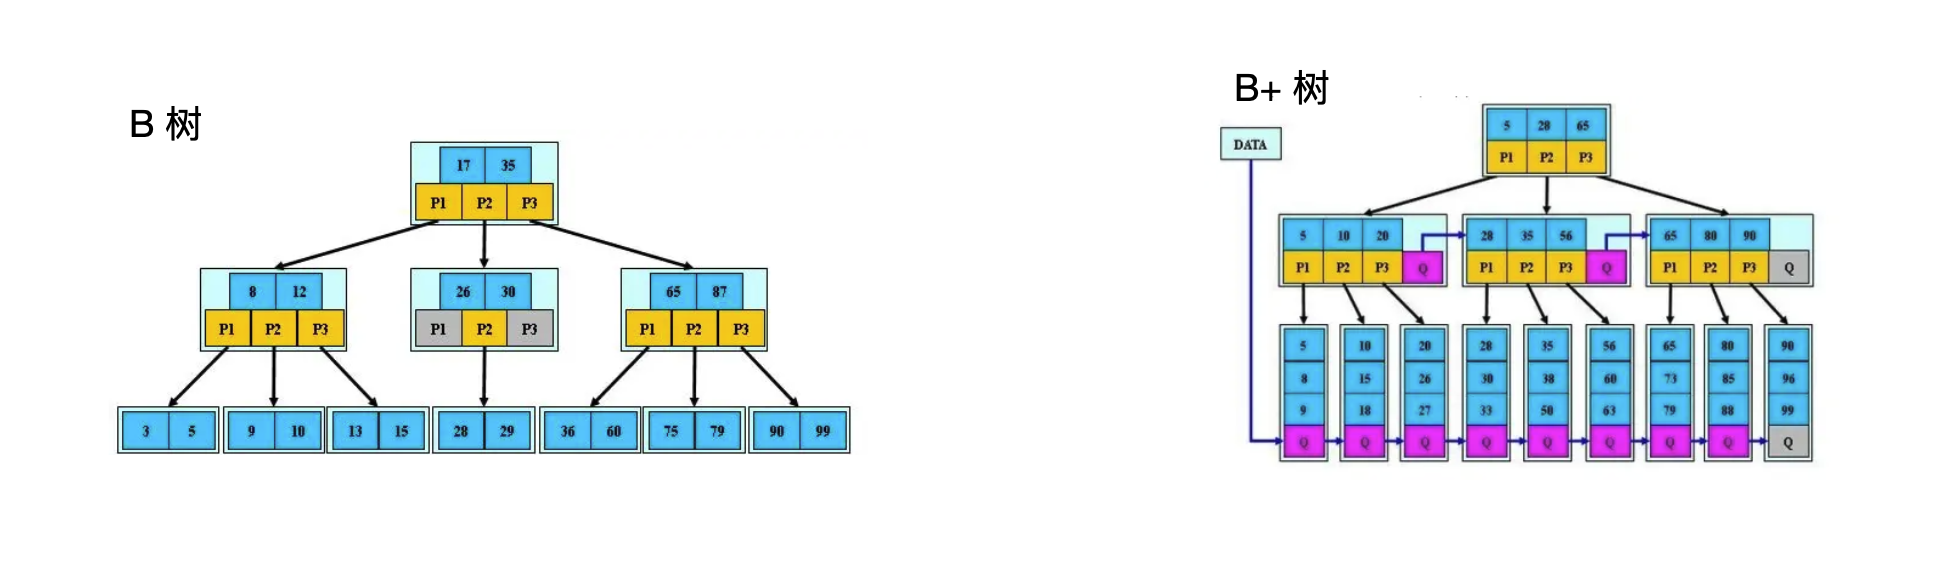 B 树
17 35
P1 P2 P3
8 12
P1 P2 P3
26 30
P1 P2 P3
65 87
P1 P2 P3
3 5
9 10
13 15
28 29
36 60
75 79
90 99
B+ 树
DATA
5 28 65
P1 P2 P3
5 10 20
P1 P2 P3 Q
28 35 56
P1 P2 P3 Q
65 80 90
P1 P2 P3 Q
5 10 20 28 35 56 65 80 90
8 15 26 30 38 60 73 85 96
9 18 27 33 50 63 79 88 99
Q Q Q Q Q Q Q Q Q